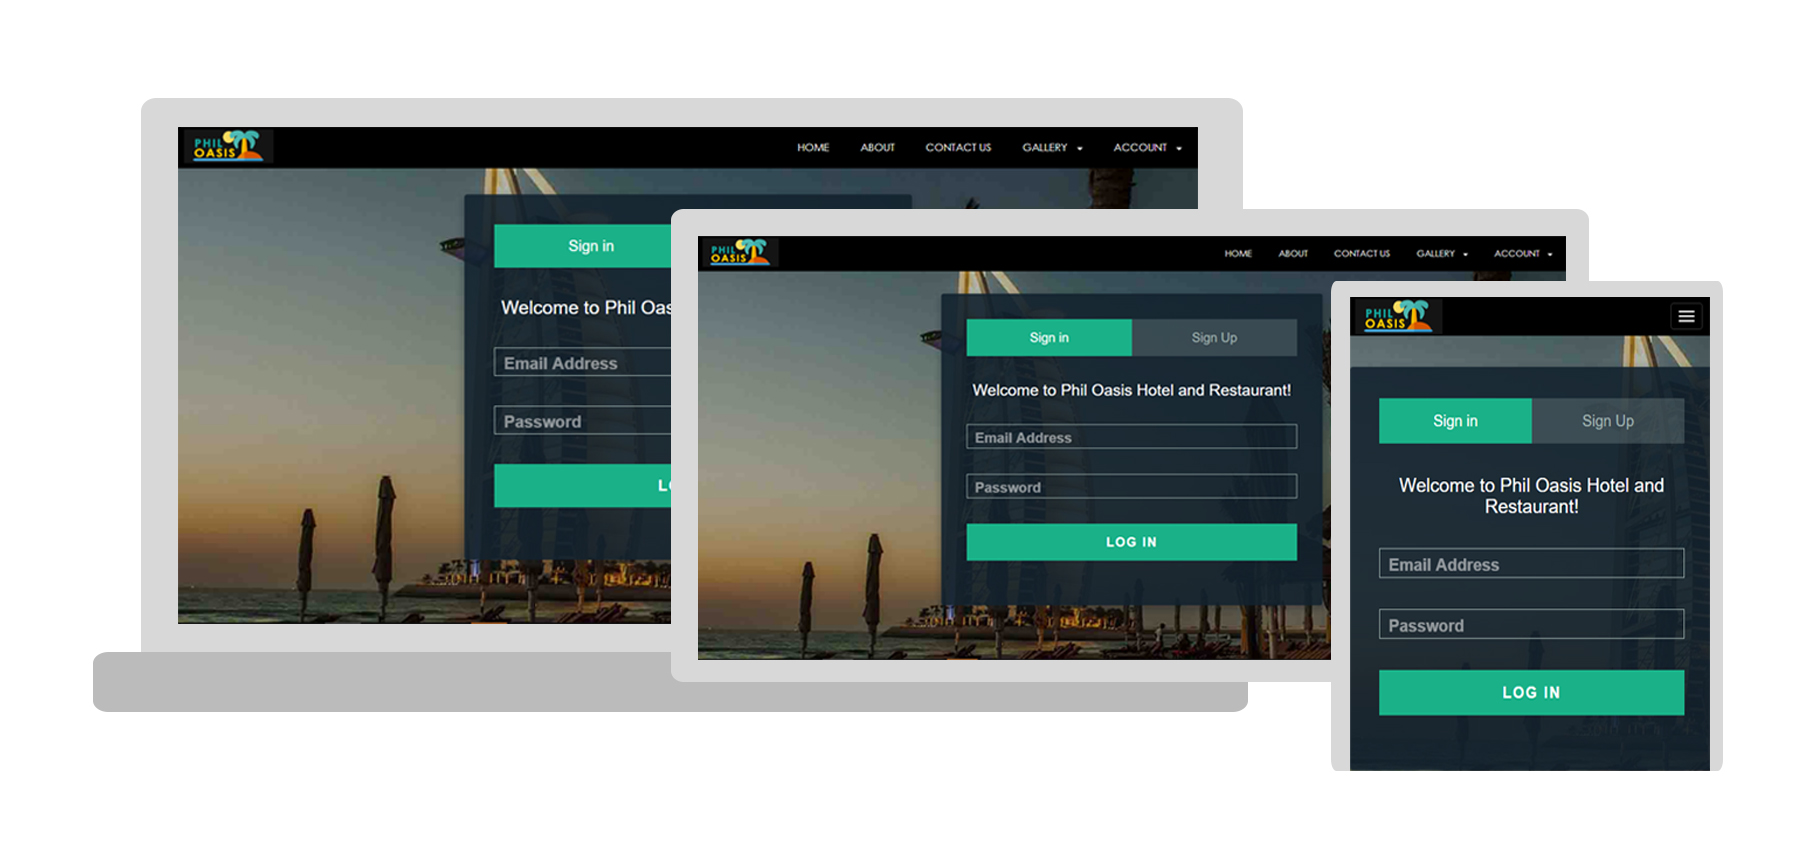 PHIL
OASIS
HOME ABOUT CONTACT US GALLERY ACCOUNT
Sign in
Welcome to Phil Oas
Email Address
Password
PHIL
OASIS
HOME ABOUT CONTACT US GALLERY ACCOUNT
Sign in Sign Up
Welcome to Phil Oasis Hotel and Restaurant!
Email Address
Password
LOG IN
PHIL
OASIS
Sign in Sign Up
Welcome to Phil Oasis Hotel and
Restaurant!
Email Address
Password
LOG IN